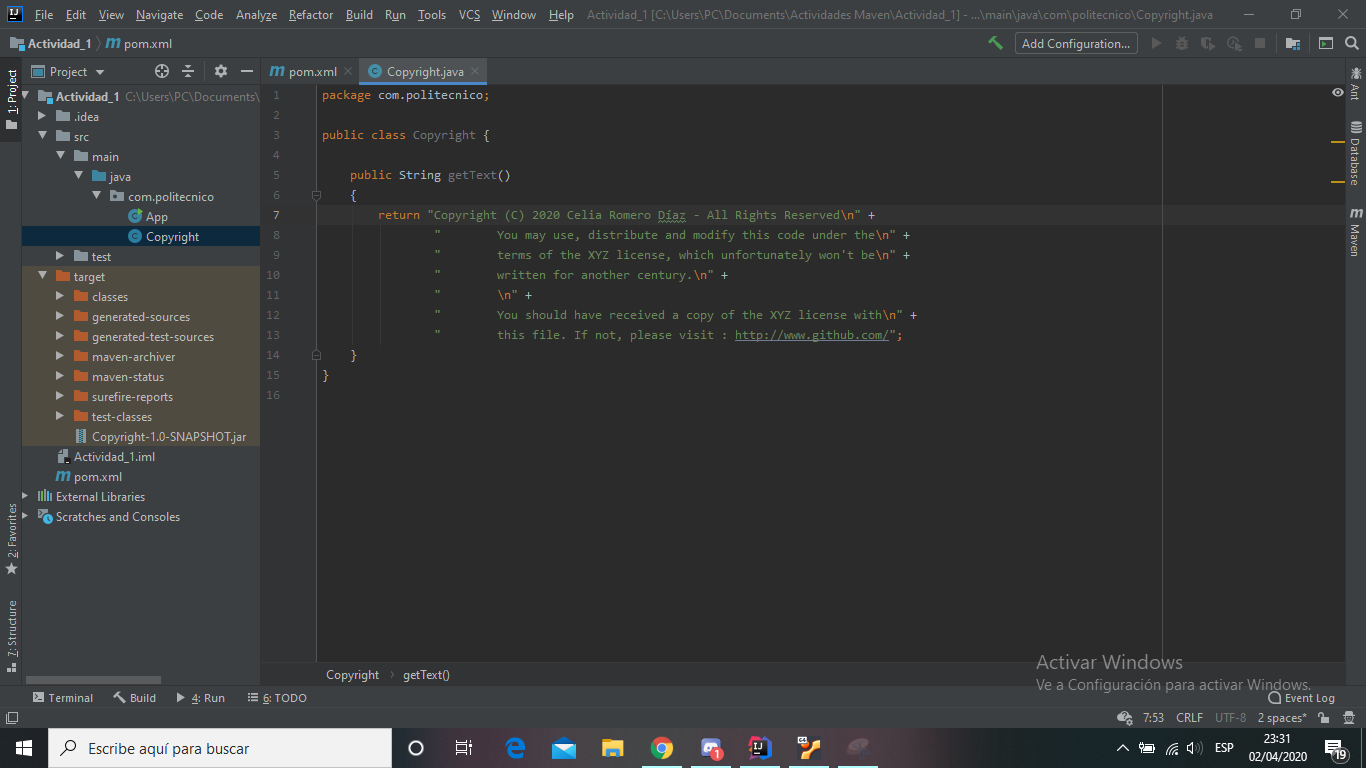 File Edit View Navigate Code Analyze Refactor Build Run Tools VCS Window Help Actividad_1 [C:\Users\PC\Documents\Actividades Maven\Actividad_1] - ...\main\java\com\politecnico\Copyright.java
Actividad_1 pom.xml Add Configuration...
Project
pom.xml Copyright.java
1: Project
2: Favorites
7: Structure
Actividad_1 C:\Users\PC\Documents\
.idea
src
main
java
com.politecnico
App
Copyright
test
target
classes
generated-sources
generated-test-sources
maven-archiver
maven-status
surefire-reports
test-classes
Copyright-1.0-SNAPSHOT.jar
Actividad_1.iml
pom.xml
External Libraries
Scratches and Consoles
1 package com.politecnico;
2
3 public class Copyright {
4
5 public String getText()
6 {
7 return "Copyright (C) 2020 Celia Romero Díaz - All Rights Reserved\n" +
8 " You may use, distribute and modify this code under the\n" +
9 " terms of the XYZ license, which unfortunately won't be\n" +
10 " written for another century.\n" +
11 " \n" +
12 " You should have received a copy of the XYZ license with\n" +
13 " this file. If not, please visit : http://www.github.com/";
14 }
15 }
16
Ant
Database
Maven
Copyright getText()
Activar Windows
Ve a Configuración para activar Windows.
Terminal Build 4: Run 6: TODO Event Log
7:53 CRLF UTF-8 2 spaces*
Escribe aquí para buscar
1
ESP
23:31
02/04/2020
19